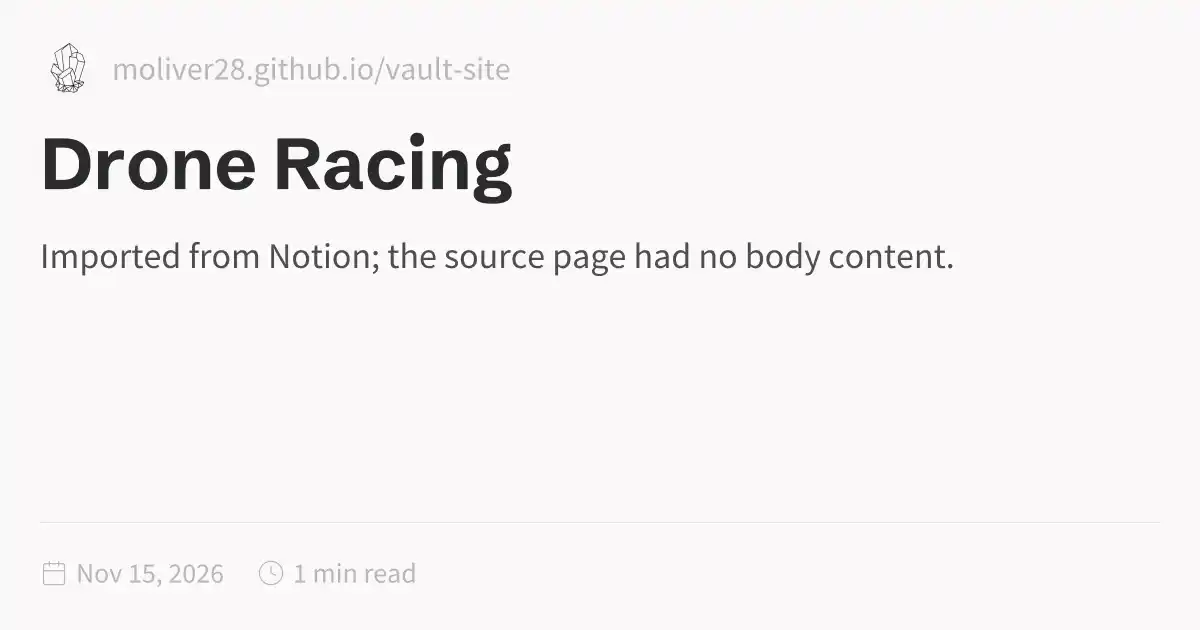 moliver28.github.io/vault-site
Drone Racing
Imported from Notion; the source page had no body content.
Nov 15, 2026 1 min read